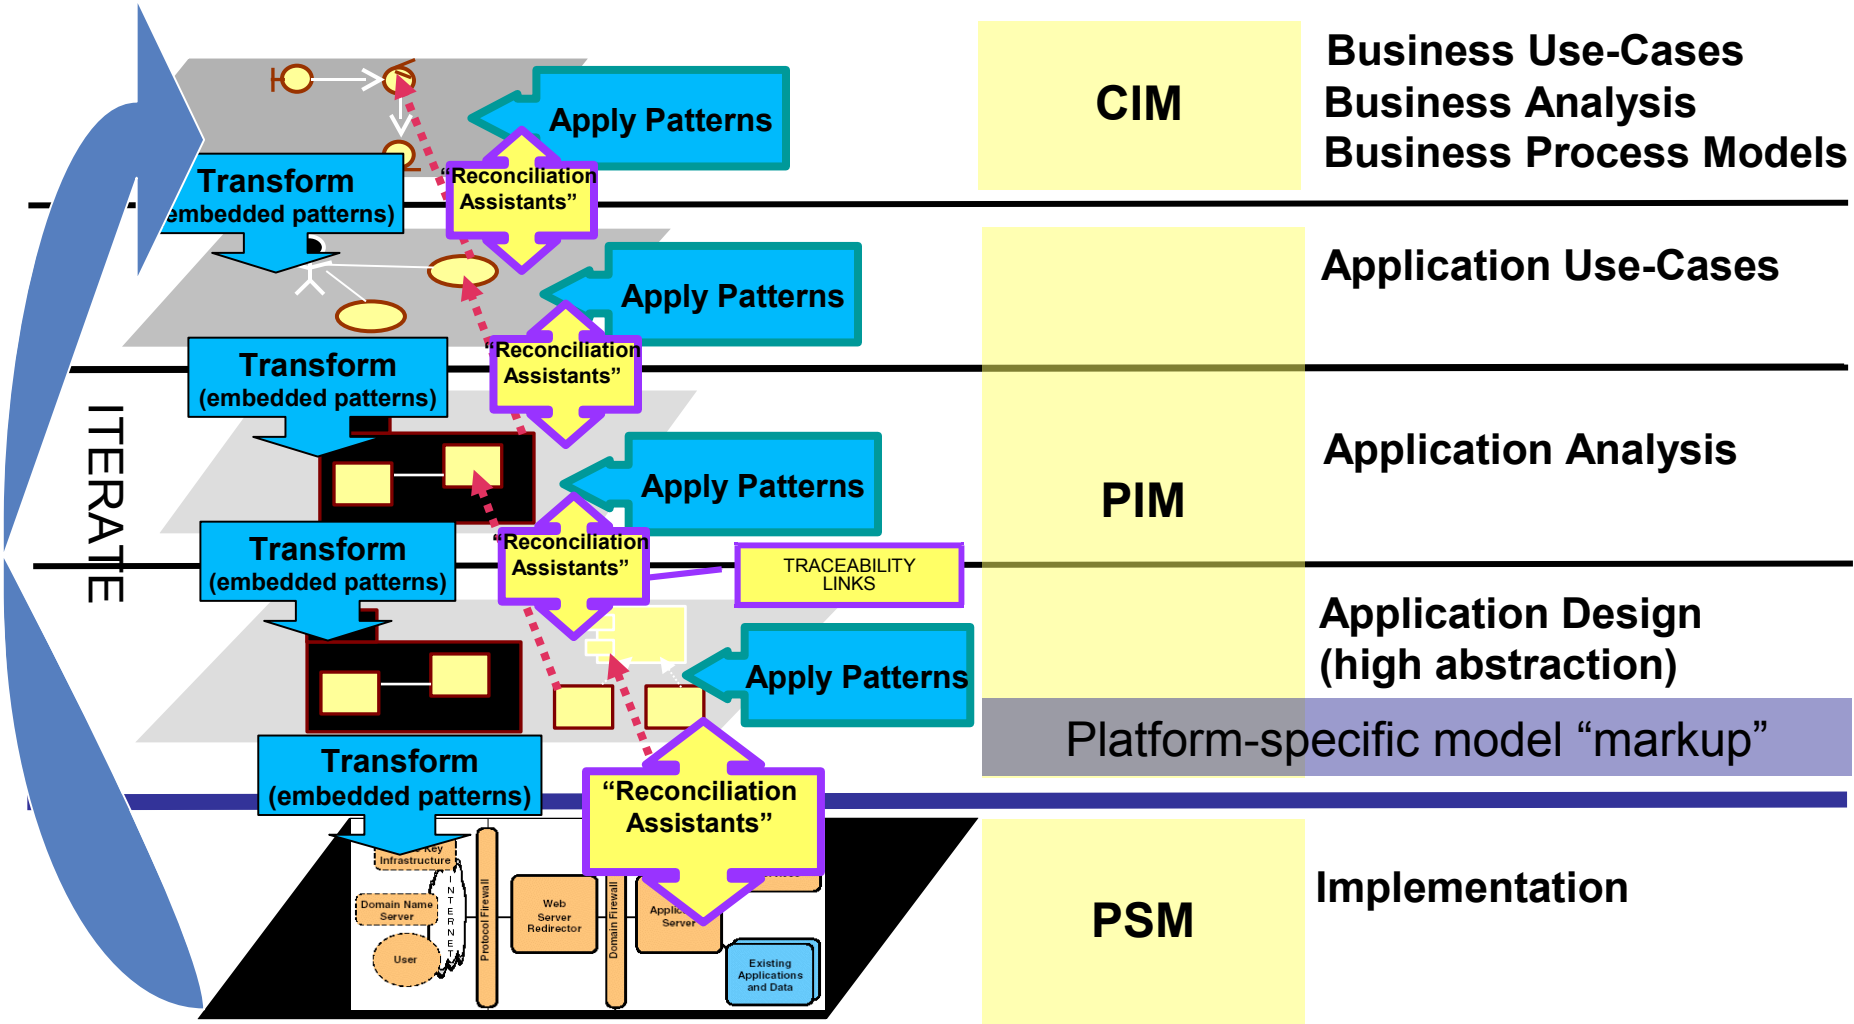 Business Use-Cases
Business Analysis
Business Process Models
CIM
Apply Patterns
Transform
(embedded patterns)
“Reconciliation
Assistants”
Application Use-Cases
Apply Patterns
Transform
(embedded patterns)
“Reconciliation
Assistants”
ITERATE
Application Analysis
PIM
Apply Patterns
Transform
(embedded patterns)
“Reconciliation
Assistants”
TRACEABILITY
LINKS
Application Design
(high abstraction)
Apply Patterns
Platform-specific model “markup”
Transform
(embedded patterns)
“Reconciliation
Assistants”
Key
Infrastructure
INTERNET
Domain Name
Server
User
Protocol Firewall
Web
Server
Redirector
Domain Firewall
Server
Existing
Applications
and Data
PSM
Implementation